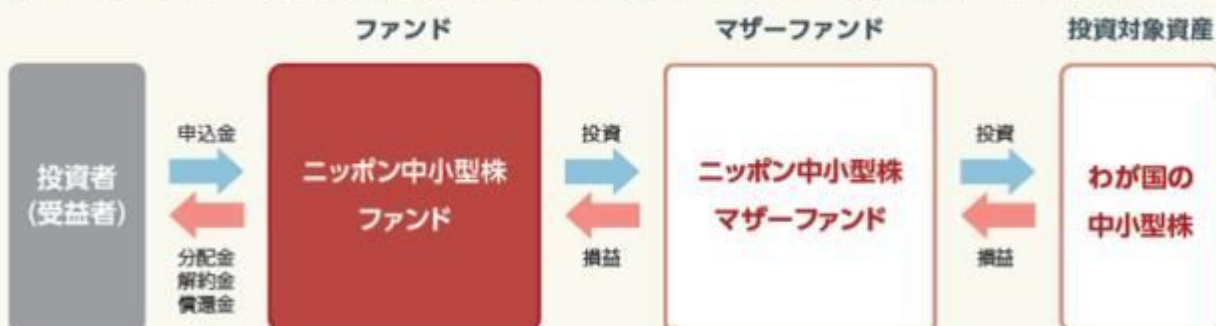 ファンド
マザーファンド
投資対象資産
投資者
(受益者)
申込金
分配金
解約金
償還金
ニッポン中小型株
ファンド
投資
損益
ニッポン中小型株
マザーファンド
投資
損益
わが国の
中小型株